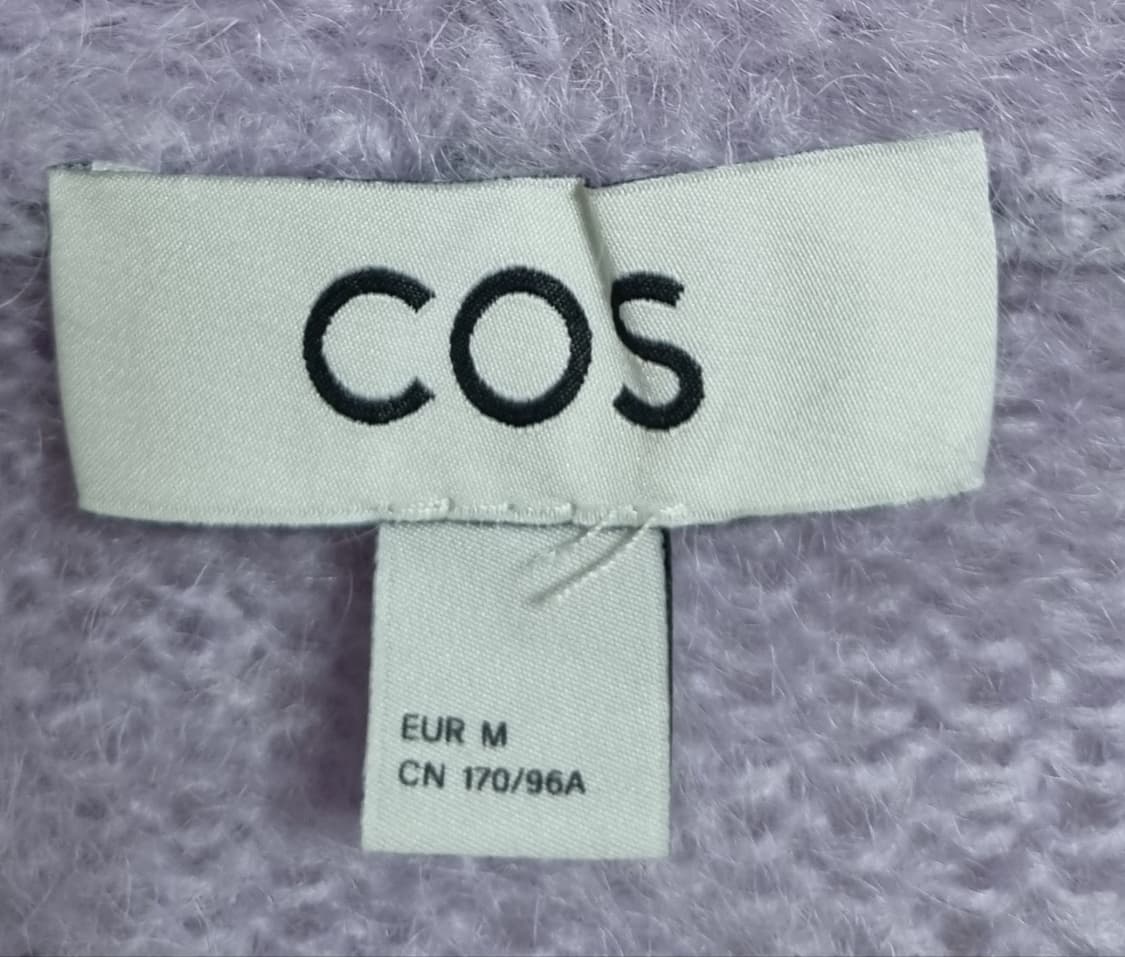 COS
EUR M
CN 170/96A